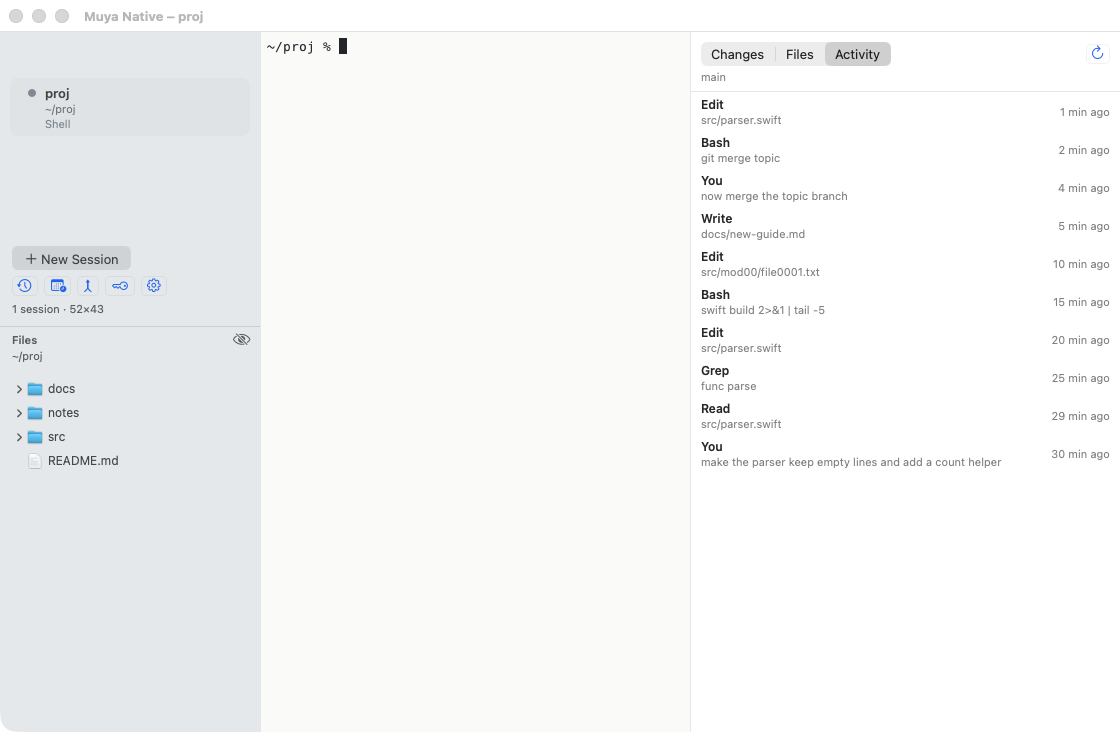 Muya Native – proj
proj
~/proj
Shell
+ New Session
1 session · 52×43
Files
~/proj
docs
notes
src
README.md
~/proj %
Changes Files Activity
main
Edit
src/parser.swift
1 min ago
Bash
git merge topic
2 min ago
You
now merge the topic branch
4 min ago
Write
docs/new-guide.md
5 min ago
Edit
src/mod00/file0001.txt
10 min ago
Bash
swift build 2>&1 | tail -5
15 min ago
Edit
src/parser.swift
20 min ago
Grep
func parse
25 min ago
Read
src/parser.swift
29 min ago
You
make the parser keep empty lines and add a count helper
30 min ago